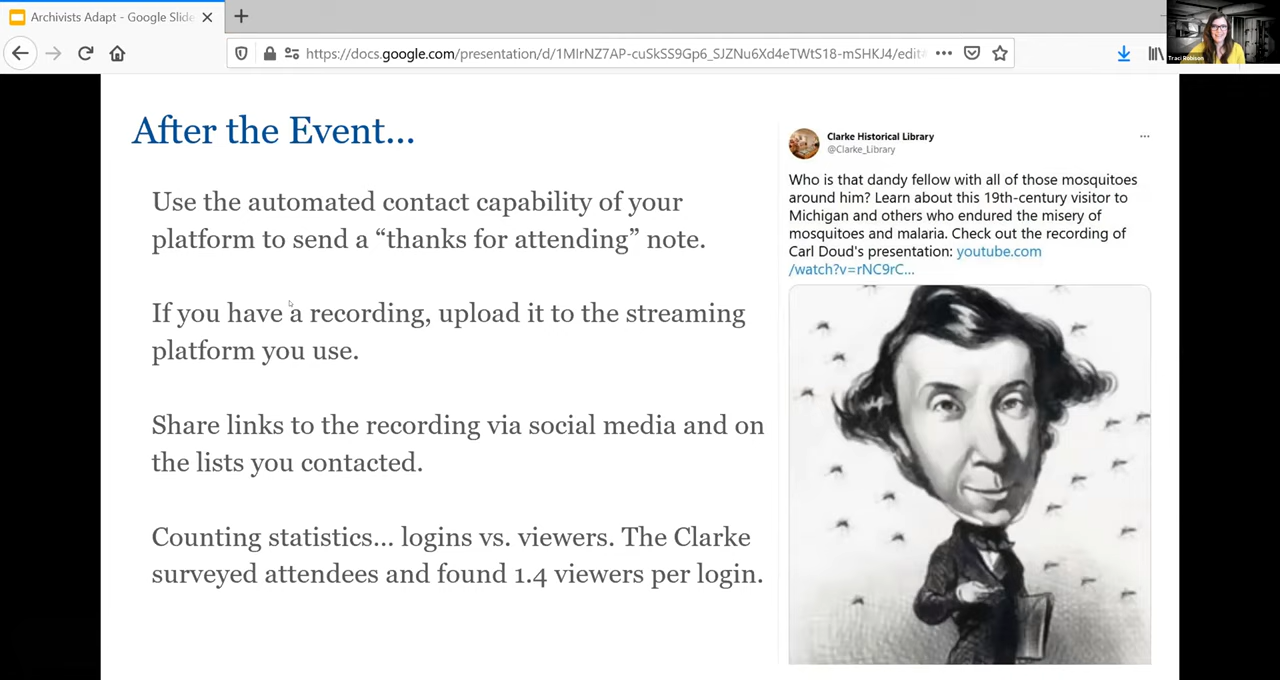 Archivists Adapt - Google Slide
https://docs.google.com/presentation/d/1MIrNZ7AP-cuSkSS9Gp6_SJZNu6Xd4eTWtS18-mSHKJ4/edit
Traci Robison
After the Event...
Use the automated contact capability of your
platform to send a “thanks for attending” note.
If you have a recording, upload it to the streaming
platform you use.
Share links to the recording via social media and on
the lists you contacted.
Counting statistics... logins vs. viewers. The Clarke
surveyed attendees and found 1.4 viewers per login.
Clarke Historical Library
@Clarke_Library
Who is that dandy fellow with all of those mosquitoes
around him? Learn about this 19th-century visitor to
Michigan and others who endured the misery of
mosquitoes and malaria. Check out the recording of
Carl Doud's presentation: youtube.com
/watch?v=rNC9rC...